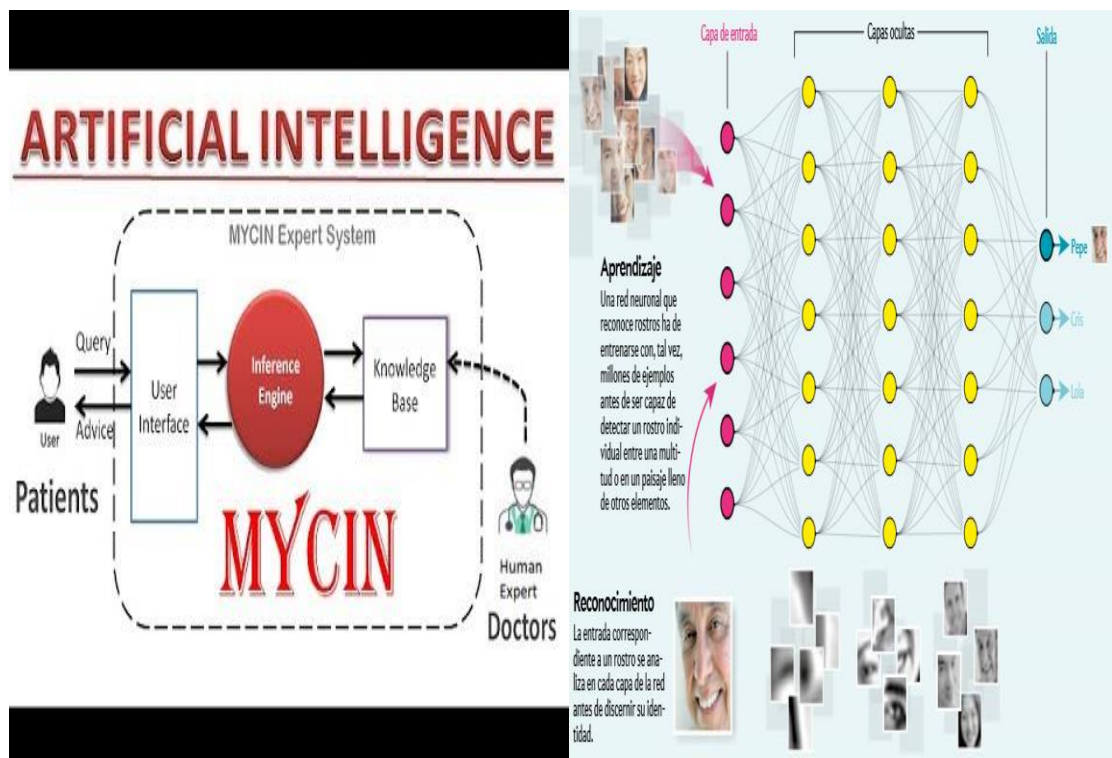 ARTIFICIAL INTELLIGENCE
MYCIN Expert System
Query
Advice
User
Patients
User
Interface
Inference
Engine
Knowledge
Base
MYCIN
Human
Expert
Doctors
Capa de entrada
Capas ocultas
Salida
Pepe
Cris
Lola
Aprendizaje
Una red neuronal que
reconoce rostros ha de
entrenarse con, tal vez,
millones de ejemplos
antes de ser capaz de
detectar un rostro indi-
vidual entre una multi-
tud o en un paisaje lleno
de otros elementos.
Reconocimiento
La entrada correspon-
diente a un rostro se ana-
liza en cada capa de la red
antes de discernir su iden-
tidad.